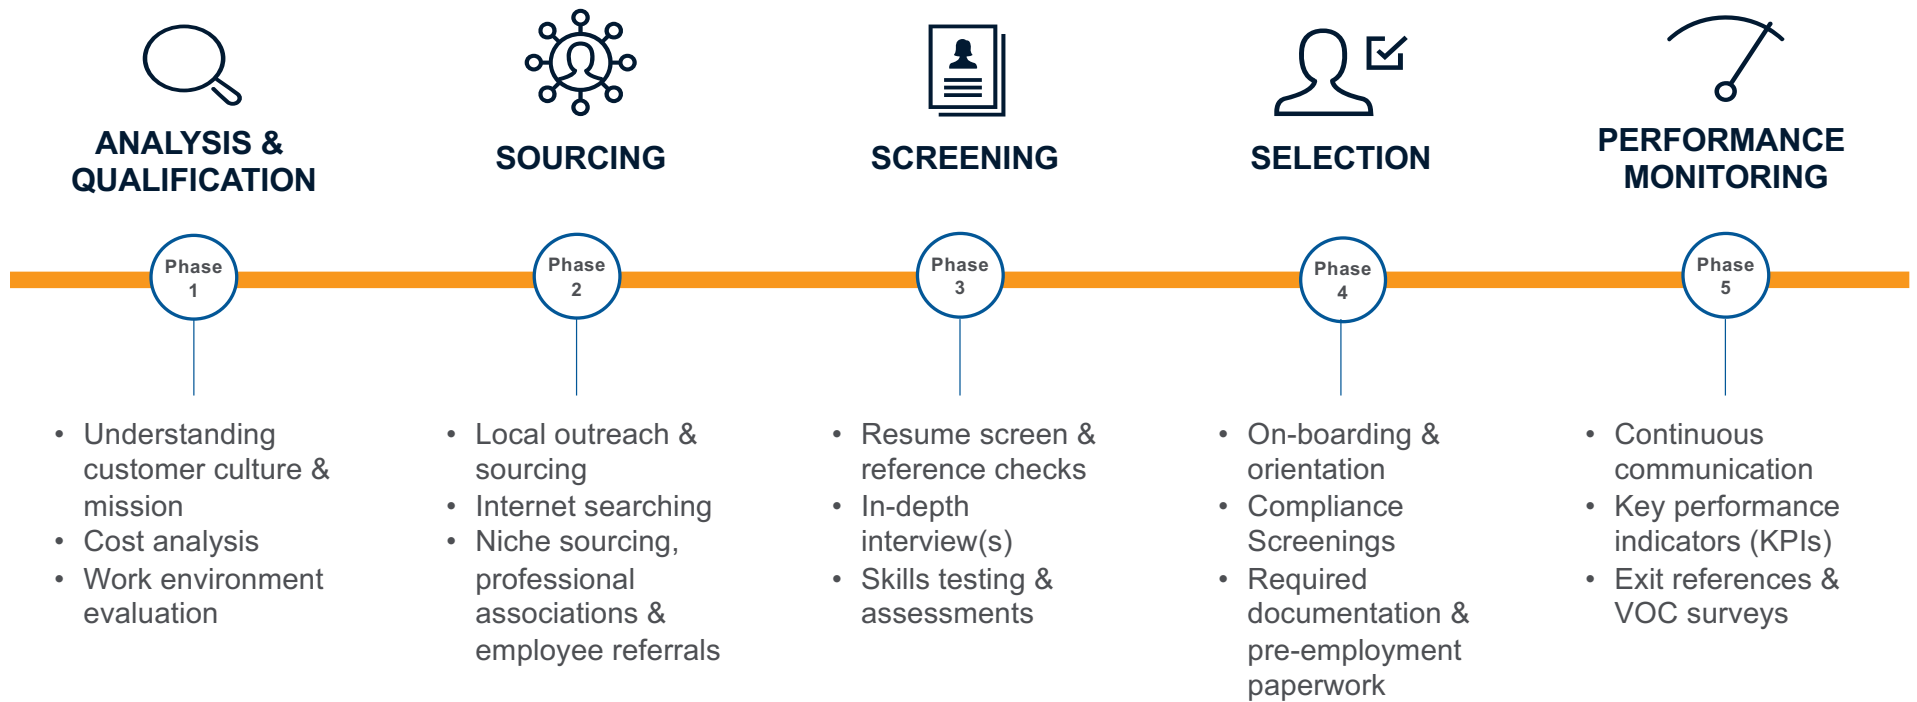 ANALYSIS &
QUALIFICATION
SOURCING
SCREENING
SELECTION
PERFORMANCE
MONITORING
Phase
1
Phase
2
Phase
3
Phase
4
Phase
5
• Understanding
customer culture &
mission
• Cost analysis
• Work environment
evaluation
• Local outreach &
sourcing
• Internet searching
• Niche sourcing,
professional
associations &
employee referrals
• Resume screen &
reference checks
• In-depth
interview(s)
• Skills testing &
assessments
• On-boarding &
orientation
• Compliance
Screenings
• Required
documentation &
pre-employment
paperwork
• Continuous
communication
• Key performance
indicators (KPIs)
• Exit references &
VOC surveys